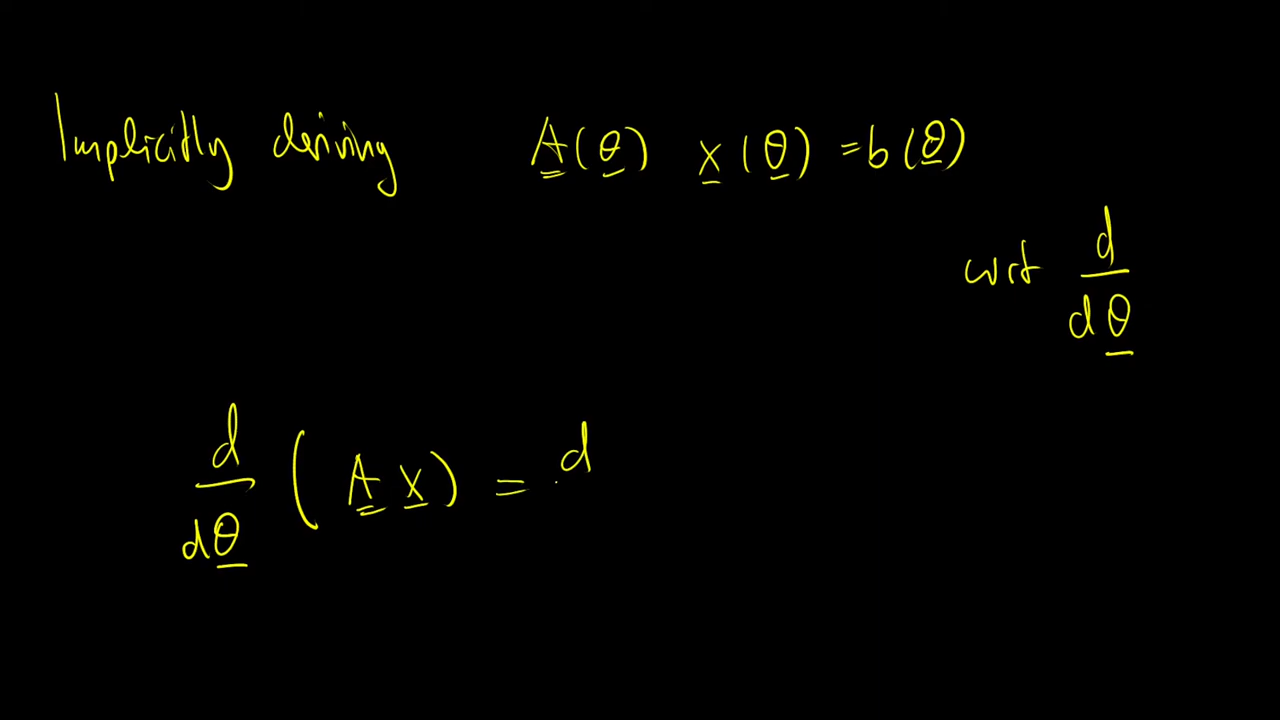 Implicitly deriving A(θ) x(θ) = b(θ)
wrt d/dθ
d/dθ (A x) = d